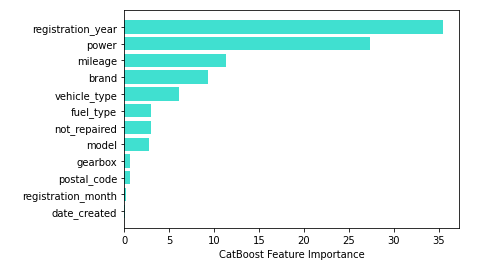 registration_year
power
mileage
brand
vehicle_type
fuel_type
not_repaired
model
gearbox
postal_code
registration_month
date_created
0 5 10 15 20 25 30 35
CatBoost Feature Importance